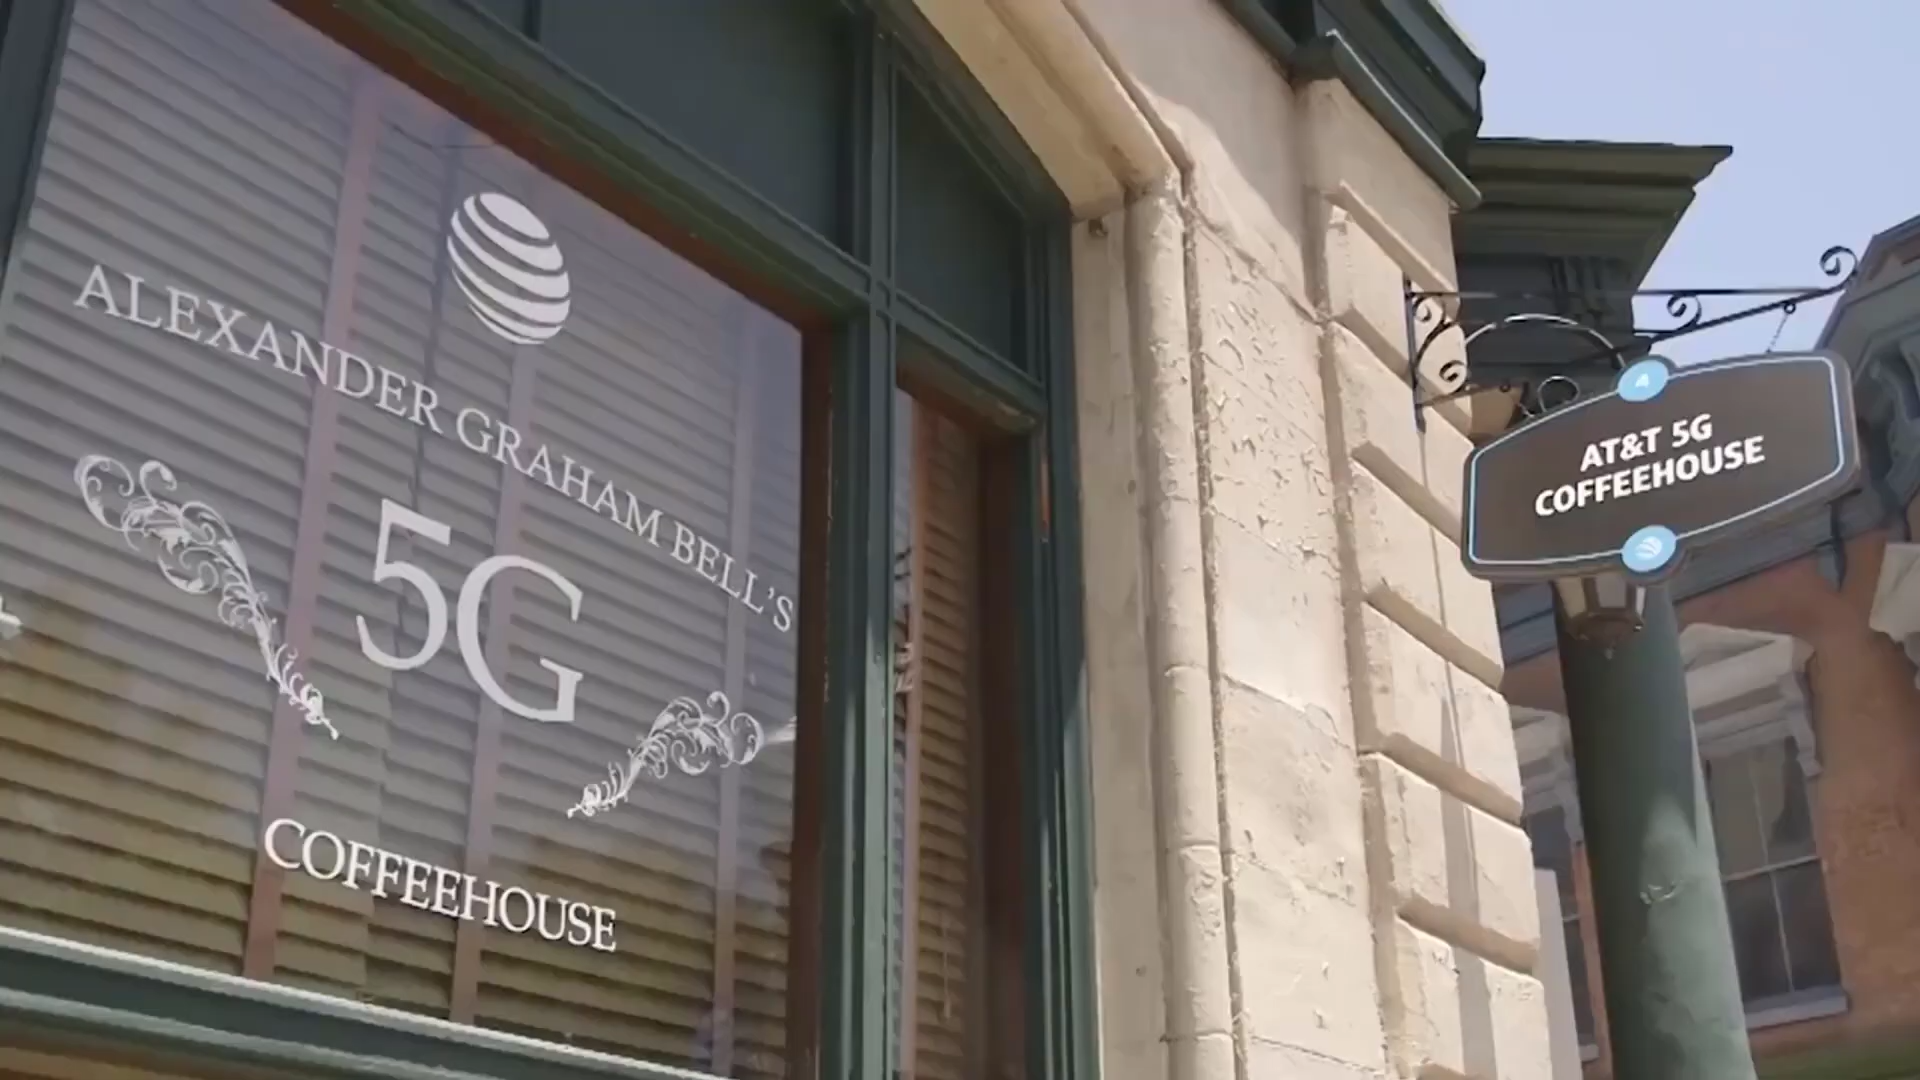 ALEXANDER GRAHAM BELL'S
5G
COFFEEHOUSE
AT&T 5G
COFFEEHOUSE